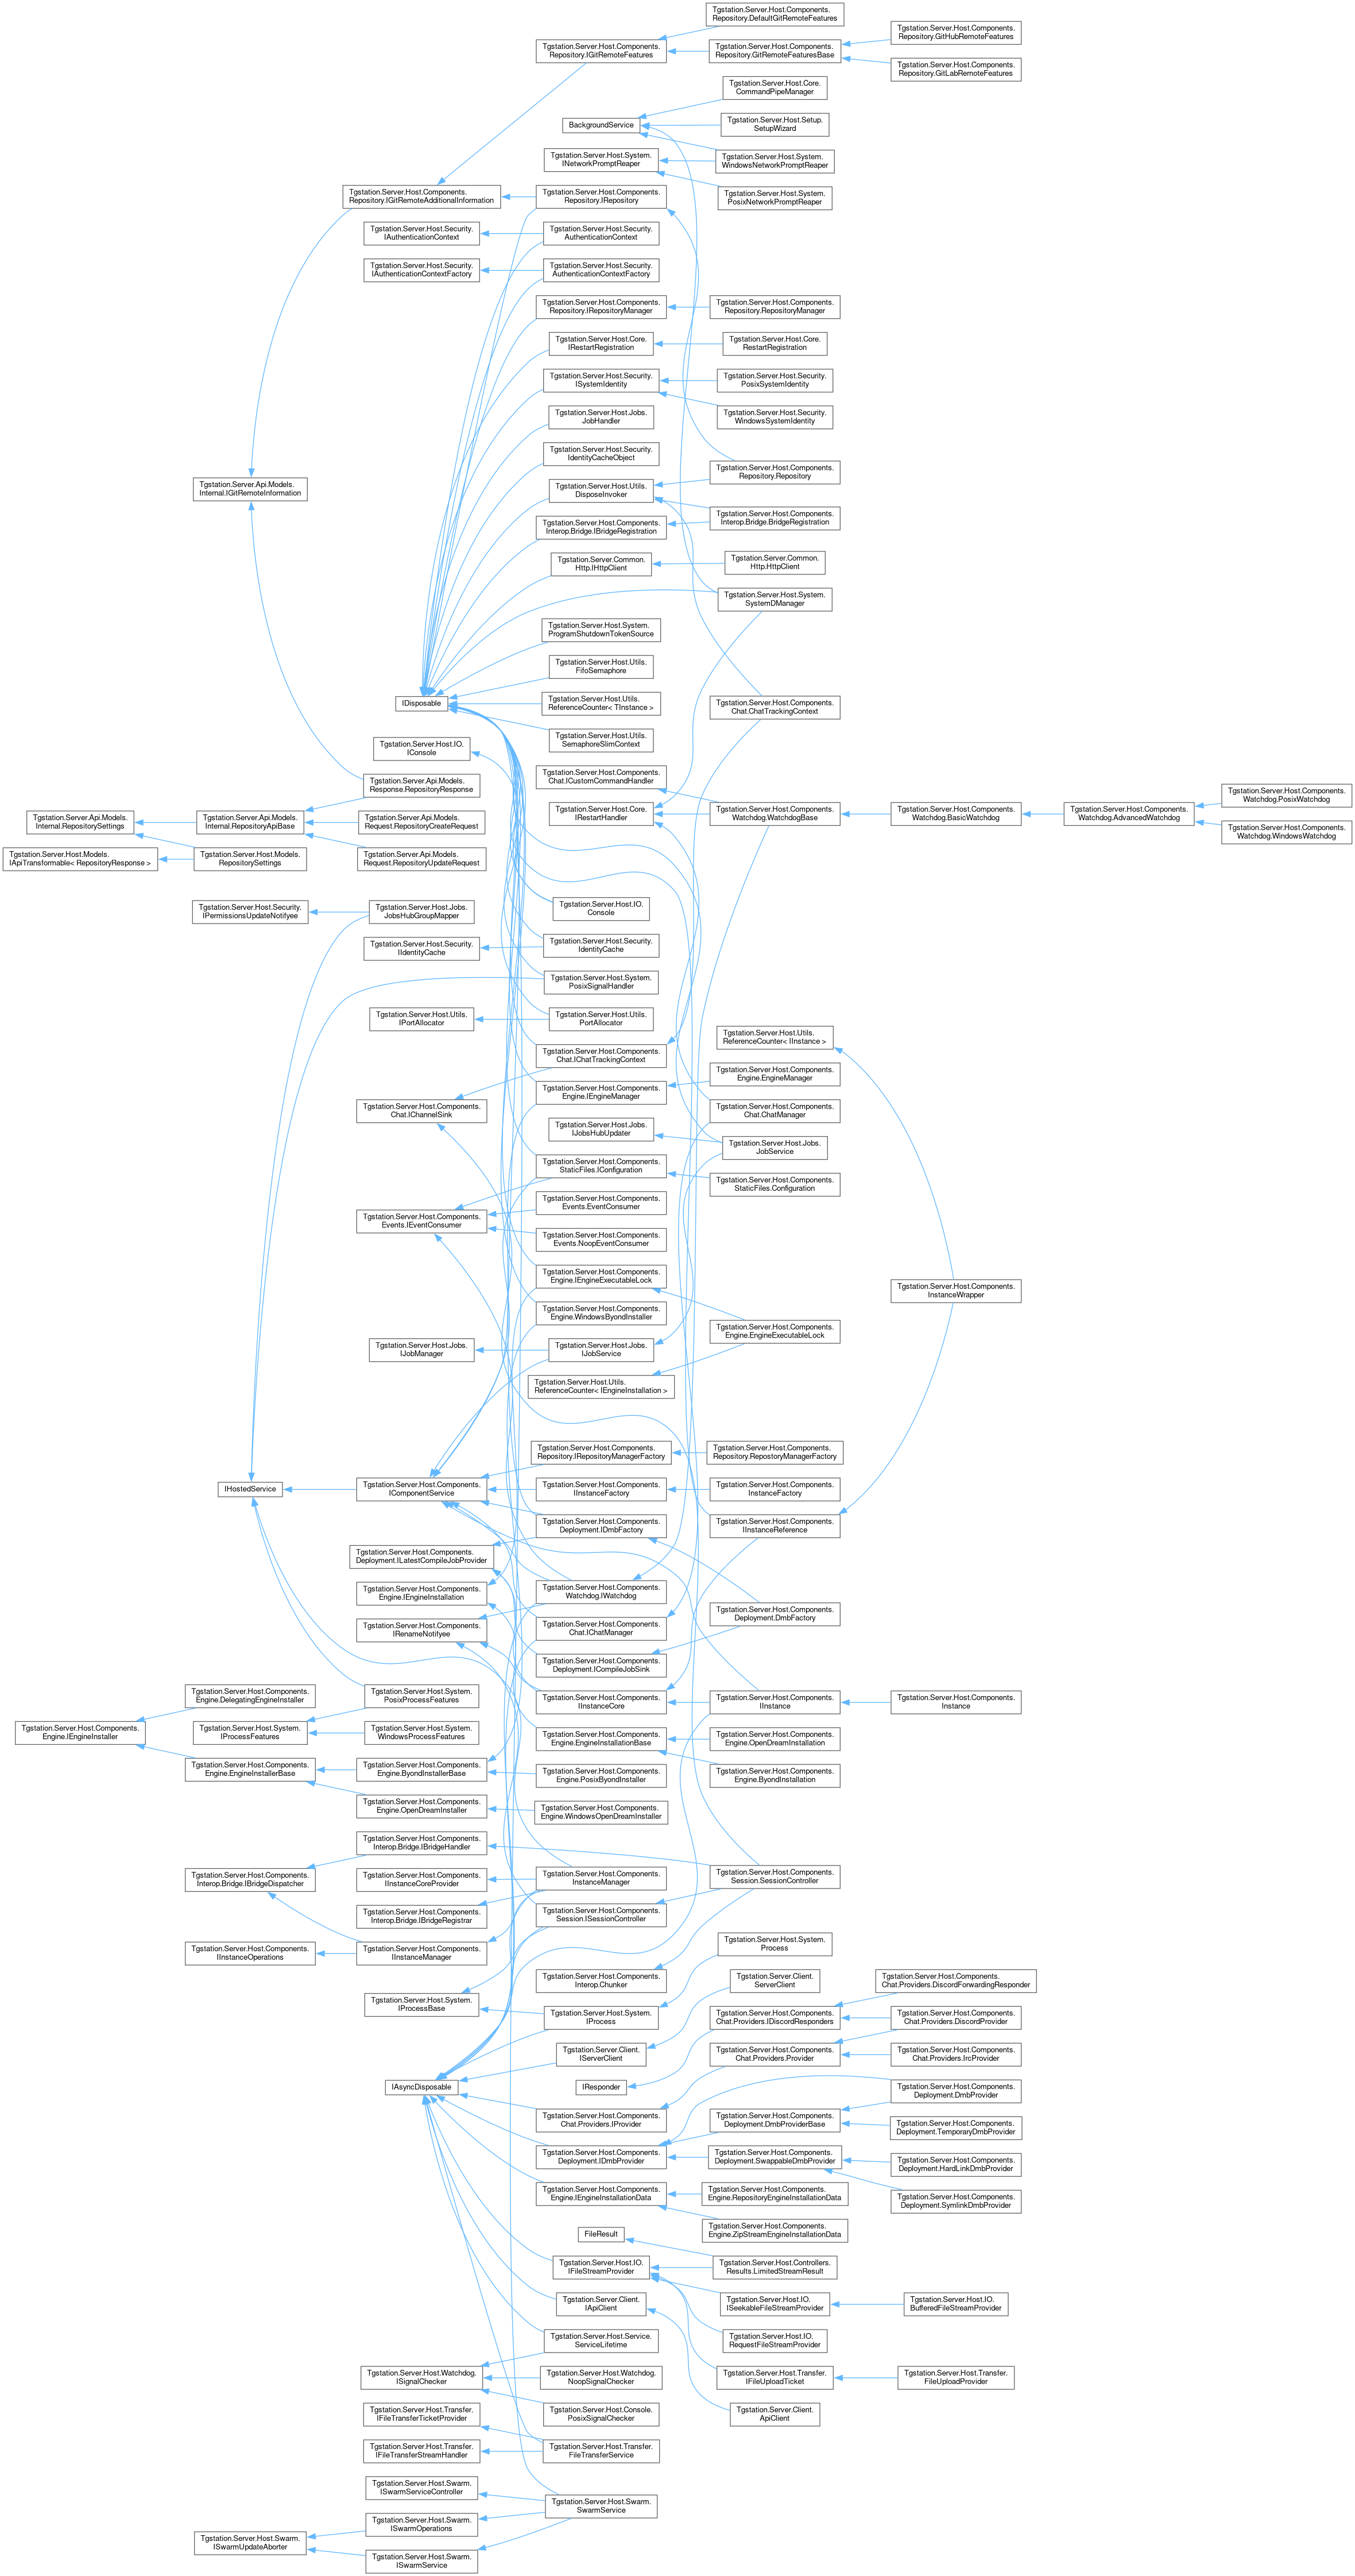 Tgstation.Server.Host.Components.
Repository.DefaultGitRemoteFeatures
Tgstation.Server.Host.Components.
Repository.GitHubRemoteFeatures
Tgstation.Server.Host.Components.
Repository.IGitRemoteFeatures
Tgstation.Server.Host.Components.
Repository.GitRemoteFeaturesBase
Tgstation.Server.Host.Components.
Repository.GitLabRemoteFeatures
Tgstation.Server.Host.Core.
CommandPipeManager
BackgroundService
Tgstation.Server.Host.Setup.
SetupWizard
Tgstation.Server.Host.System.
INetworkPromptReaper
Tgstation.Server.Host.System.
WindowsNetworkPromptReaper
Tgstation.Server.Host.System.
PosixNetworkPromptReaper
Tgstation.Server.Host.Components.
Repository.IGitRemoteAdditionalInformation
Tgstation.Server.Host.Components.
Repository.IRepository
Tgstation.Server.Host.Security.
IAuthenticationContext
Tgstation.Server.Host.Security.
AuthenticationContext
Tgstation.Server.Host.Security.
IAuthenticationContextFactory
Tgstation.Server.Host.Security.
AuthenticationContextFactory
Tgstation.Server.Host.Components.
Repository.IRepositoryManager
Tgstation.Server.Host.Components.
Repository.RepositoryManager
Tgstation.Server.Host.Core.
IRestartRegistration
Tgstation.Server.Host.Core.
RestartRegistration
Tgstation.Server.Host.Security.
ISystemIdentity
Tgstation.Server.Host.Security.
PosixSystemIdentity
Tgstation.Server.Host.Jobs.
JobHandler
Tgstation.Server.Host.Security.
WindowsSystemIdentity
Tgstation.Server.Host.Security.
IdentityCacheObject
Tgstation.Server.Host.Components.
Repository.Repository
Tgstation.Server.Api.Models.
Internal.IGitRemoteInformation
Tgstation.Server.Host.Utils.
DisposeInvoker
Tgstation.Server.Host.Components.
Interop.Bridge.IBridgeRegistration
Tgstation.Server.Host.Components.
Interop.Bridge.BridgeRegistration
Tgstation.Server.Common.
Http.IHttpClient
Tgstation.Server.Common.
Http.HttpClient
Tgstation.Server.Host.System.
SystemDManager
Tgstation.Server.Host.System.
ProgramShutdownTokenSource
Tgstation.Server.Host.Utils.
FifoSemaphore
IDisposable
Tgstation.Server.Host.Utils.
ReferenceCounter< TInstance >
Tgstation.Server.Host.Components.
Chat.ChatTrackingContext
Tgstation.Server.Host.IO.
IConsole
Tgstation.Server.Host.Utils.
SemaphoreSlimContext
Tgstation.Server.Api.Models.
Response.RepositoryResponse
Tgstation.Server.Host.Components.
Chat.ICustomCommandHandler
Tgstation.Server.Host.Components.
Watchdog.PosixWatchdog
Tgstation.Server.Api.Models.
Internal.RepositorySettings
Tgstation.Server.Api.Models.
Internal.RepositoryApiBase
Tgstation.Server.Api.Models.
Request.RepositoryCreateRequest
Tgstation.Server.Host.Core.
IRestartHandler
Tgstation.Server.Host.Components.
Watchdog.WatchdogBase
Tgstation.Server.Host.Components.
Watchdog.BasicWatchdog
Tgstation.Server.Host.Components.
Watchdog.AdvancedWatchdog
Tgstation.Server.Host.Components.
Watchdog.WindowsWatchdog
Tgstation.Server.Host.Models.
IApiTransformable< RepositoryResponse >
Tgstation.Server.Host.Models.
RepositorySettings
Tgstation.Server.Api.Models.
Request.RepositoryUpdateRequest
Tgstation.Server.Host.Security.
IPermissionsUpdateNotifyee
Tgstation.Server.Host.Jobs.
JobsHubGroupMapper
Tgstation.Server.Host.IO.
Console
Tgstation.Server.Host.Security.
IIdentityCache
Tgstation.Server.Host.Security.
IdentityCache
Tgstation.Server.Host.System.
PosixSignalHandler
Tgstation.Server.Host.Utils.
IPortAllocator
Tgstation.Server.Host.Utils.
PortAllocator
Tgstation.Server.Host.Utils.
ReferenceCounter< IInstance >
Tgstation.Server.Host.Components.
Chat.IChatTrackingContext
Tgstation.Server.Host.Components.
Engine.EngineManager
Tgstation.Server.Host.Components.
Engine.IEngineManager
Tgstation.Server.Host.Components.
Chat.IChannelSink
Tgstation.Server.Host.Components.
Chat.ChatManager
Tgstation.Server.Host.Jobs.
IJobsHubUpdater
Tgstation.Server.Host.Jobs.
JobService
Tgstation.Server.Host.Components.
StaticFiles.IConfiguration
Tgstation.Server.Host.Components.
StaticFiles.Configuration
Tgstation.Server.Host.Components.
Events.EventConsumer
Tgstation.Server.Host.Components.
Events.IEventConsumer
Tgstation.Server.Host.Components.
Events.NoopEventConsumer
Tgstation.Server.Host.Components.
Engine.IEngineExecutableLock
Tgstation.Server.Host.Components.
InstanceWrapper
Tgstation.Server.Host.Components.
Engine.WindowsByondInstaller
Tgstation.Server.Host.Components.
Engine.EngineExecutableLock
Tgstation.Server.Host.Jobs.
IJobManager
Tgstation.Server.Host.Jobs.
IJobService
Tgstation.Server.Host.Utils.
ReferenceCounter< IEngineInstallation >
Tgstation.Server.Host.Components.
Repository.IRepositoryManagerFactory
Tgstation.Server.Host.Components.
Repository.RepostoryManagerFactory
IHostedService
Tgstation.Server.Host.Components.
IComponentService
Tgstation.Server.Host.Components.
IInstanceFactory
Tgstation.Server.Host.Components.
InstanceFactory
Tgstation.Server.Host.Components.
Deployment.IDmbFactory
Tgstation.Server.Host.Components.
IInstanceReference
Tgstation.Server.Host.Components.
Deployment.ILatestCompileJobProvider
Tgstation.Server.Host.Components.
Engine.IEngineInstallation
Tgstation.Server.Host.Components.
Watchdog.IWatchdog
Tgstation.Server.Host.Components.
Deployment.DmbFactory
Tgstation.Server.Host.Components.
IRenameNotifyee
Tgstation.Server.Host.Components.
Chat.IChatManager
Tgstation.Server.Host.Components.
Deployment.ICompileJobSink
Tgstation.Server.Host.Components.
Engine.DelegatingEngineInstaller
Tgstation.Server.Host.System.
PosixProcessFeatures
Tgstation.Server.Host.Components.
IInstanceCore
Tgstation.Server.Host.Components.
IInstance
Tgstation.Server.Host.Components.
Instance
Tgstation.Server.Host.Components.
Engine.IEngineInstaller
Tgstation.Server.Host.System.
IProcessFeatures
Tgstation.Server.Host.System.
WindowsProcessFeatures
Tgstation.Server.Host.Components.
Engine.EngineInstallationBase
Tgstation.Server.Host.Components.
Engine.OpenDreamInstallation
Tgstation.Server.Host.Components.
Engine.EngineInstallerBase
Tgstation.Server.Host.Components.
Engine.ByondInstallerBase
Tgstation.Server.Host.Components.
Engine.PosixByondInstaller
Tgstation.Server.Host.Components.
Engine.ByondInstallation
Tgstation.Server.Host.Components.
Engine.OpenDreamInstaller
Tgstation.Server.Host.Components.
Engine.WindowsOpenDreamInstaller
Tgstation.Server.Host.Components.
Interop.Bridge.IBridgeHandler
Tgstation.Server.Host.Components.
Interop.Bridge.IBridgeDispatcher
Tgstation.Server.Host.Components.
IInstanceCoreProvider
Tgstation.Server.Host.Components.
InstanceManager
Tgstation.Server.Host.Components.
Session.SessionController
Tgstation.Server.Host.Components.
Interop.Bridge.IBridgeRegistrar
Tgstation.Server.Host.Components.
Session.ISessionController
Tgstation.Server.Host.Components.
IInstanceOperations
Tgstation.Server.Host.Components.
IInstanceManager
Tgstation.Server.Host.System.
Process
Tgstation.Server.Host.Components.
Interop.Chunker
Tgstation.Server.Client.
ServerClient
Tgstation.Server.Host.Components.
Chat.Providers.DiscordForwardingResponder
Tgstation.Server.Host.System.
IProcessBase
Tgstation.Server.Host.System.
IProcess
Tgstation.Server.Host.Components.
Chat.Providers.IDiscordResponders
Tgstation.Server.Host.Components.
Chat.Providers.DiscordProvider
Tgstation.Server.Client.
IServerClient
Tgstation.Server.Host.Components.
Chat.Providers.Provider
Tgstation.Server.Host.Components.
Chat.Providers.IrcProvider
IAsyncDisposable
IResponder
Tgstation.Server.Host.Components.
Deployment.DmbProvider
Tgstation.Server.Host.Components.
Chat.Providers.IProvider
Tgstation.Server.Host.Components.
Deployment.DmbProviderBase
Tgstation.Server.Host.Components.
Deployment.TemporaryDmbProvider
Tgstation.Server.Host.Components.
Deployment.IDmbProvider
Tgstation.Server.Host.Components.
Deployment.SwappableDmbProvider
Tgstation.Server.Host.Components.
Deployment.HardLinkDmbProvider
Tgstation.Server.Host.Components.
Engine.IEngineInstallationData
Tgstation.Server.Host.Components.
Engine.RepositoryEngineInstallationData
Tgstation.Server.Host.Components.
Deployment.SymlinkDmbProvider
FileResult
Tgstation.Server.Host.Components.
Engine.ZipStreamEngineInstallationData
Tgstation.Server.Host.IO.
IFileStreamProvider
Tgstation.Server.Host.Controllers.
Results.LimitedStreamResult
Tgstation.Server.Client.
IApiClient
Tgstation.Server.Host.IO.
ISeekableFileStreamProvider
Tgstation.Server.Host.IO.
BufferedFileStreamProvider
Tgstation.Server.Host.Service.
ServiceLifetime
Tgstation.Server.Host.IO.
RequestFileStreamProvider
Tgstation.Server.Host.Watchdog.
ISignalChecker
Tgstation.Server.Host.Watchdog.
NoopSignalChecker
Tgstation.Server.Host.Transfer.
IFileUploadTicket
Tgstation.Server.Host.Transfer.
FileUploadProvider
Tgstation.Server.Host.Transfer.
IFileTransferTicketProvider
Tgstation.Server.Host.Console.
PosixSignalChecker
Tgstation.Server.Client.
ApiClient
Tgstation.Server.Host.Transfer.
IFileTransferStreamHandler
Tgstation.Server.Host.Transfer.
FileTransferService
Tgstation.Server.Host.Swarm.
ISwarmServiceController
Tgstation.Server.Host.Swarm.
SwarmService
Tgstation.Server.Host.Swarm.
ISwarmOperations
Tgstation.Server.Host.Swarm.
ISwarmUpdateAborter
Tgstation.Server.Host.Swarm.
ISwarmService